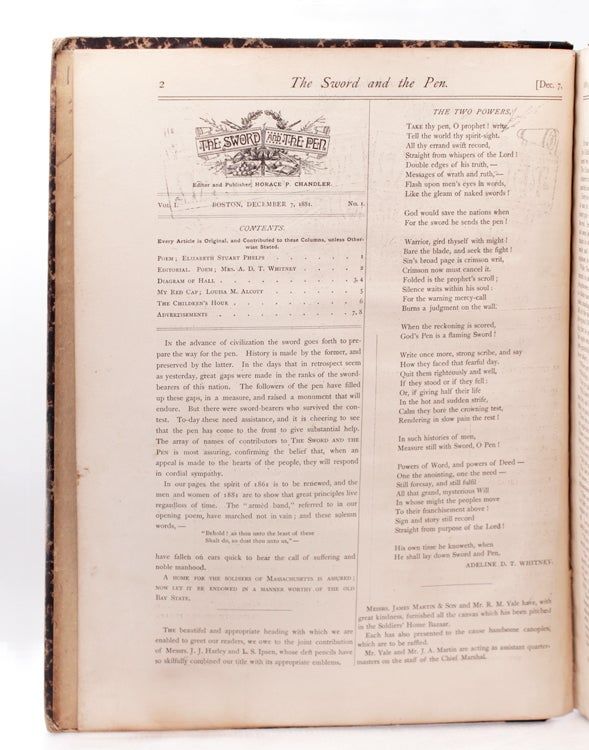 2
The Sword and the Pen.
[Dec. 7,
THE SWORD AND THE PEN
Editor and Publisher, HORACE P. CHANDLER.
Vol. I. BOSTON, DECEMBER 7, 1881. No. 1.
CONTENTS.
Every Article is Original, and Contributed to these Columns, unless Other-
wise Stated.
Poem; Elizabeth Stuart Phelps . . . . . 1
Editorial. Poem; Mrs. A. D. T. Whitney . . . . 2
Diagram of Hall . . . . . . . . 3, 4
My Red Cap; Louisa M. Alcott . . . . . 5
The Children's Hour . . . . . . . 6
Advertisements . . . . . . . . 7, 8
In the advance of civilization the sword goes forth to pre-
pare the way for the pen. History is made by the former, and
preserved by the latter. In the days that in retrospect seem
as yesterday, great gaps were made in the ranks of the sword-
bearers of this nation. The followers of the pen have filled
up these gaps, in a measure, and raised a monument that will
endure. But there were sword-bearers who survived the con-
test. To-day these need assistance, and it is cheering to see
that the pen has come to the front to give substantial help.
The array of names of contributors to The Sword and the
Pen is most assuring, confirming the belief that, when an
appeal is made to the hearts of the people, they will respond
in cordial sympathy.
In our pages the spirit of 1861 is to be renewed, and the
men and women of 1881 are to show that great principles live
regardless of time. The "armèd band," referred to in our
opening poem, have marched not in vain; and these solemn
words, —
"Behold! as thou unto the least of these
Shalt do, so dost thou unto us," —
have fallen on ears quick to hear the call of suffering and
noble manhood.
A home for the soldiers of Massachusetts is assured;
now let it be endowed in a manner worthy of the old
Bay State.
The beautiful and appropriate heading with which we are
enabled to greet our readers, we owe to the joint contribution
of Messrs. J. J. Harley and L. S. Ipsen, whose deft pencils have
so skilfully combined our title with its appropriate emblems.
THE TWO POWERS.
Take thy pen, O prophet! write,
Tell the world thy spirit-sight.
All thy errand swift record,
Straight from whispers of the Lord!
Double edges of his truth, —
Messages of wrath and ruth, —
Flash upon men's eyes in words,
Like the gleam of naked swords!
God would save the nations when
For the sword he sends the pen!
Warrior, gird thyself with might!
Bare the blade, and seek the fight!
Sin's broad page is crimson writ,
Crimson now must cancel it.
Folded is the prophet's scroll;
Silence waits within his soul:
For the warning mercy-call
Burns a judgment on the wall.
When the reckoning is scored,
God's Pen is a flaming Sword!
Write once more, strong scribe, and say
How they faced that fearful day.
Quit them righteously and well,
If they stood or if they fell:
Or, if giving half their life
In the hot and sudden strife,
Calm they bore the crowning test,
Rendering in slow pain the rest!
In such histories of men,
Measure still with Sword, O Pen!
Powers of Word, and powers of Deed —
One the anointing, one the need —
Still foresay, and still fulfil
All that grand, mysterious Will
In whose might the peoples move
To their franchisement above!
Sign and story still record
Straight from purpose of the Lord!
His own time he knoweth, when
He shall lay down Sword and Pen.
ADELINE D. T. WHITNEY.
Messrs. James Martin & Son and Mr. R. M. Yale have, with
great kindness, furnished all the canvas which has been pitched
in the Soldiers' Home Bazaar.
Each has also presented to the cause handsome canopies,
which are to be raffled.
Mr. Yale and Mr. J. A. Martin are acting as assistant quarter-
masters on the staff of the Chief Marshal.